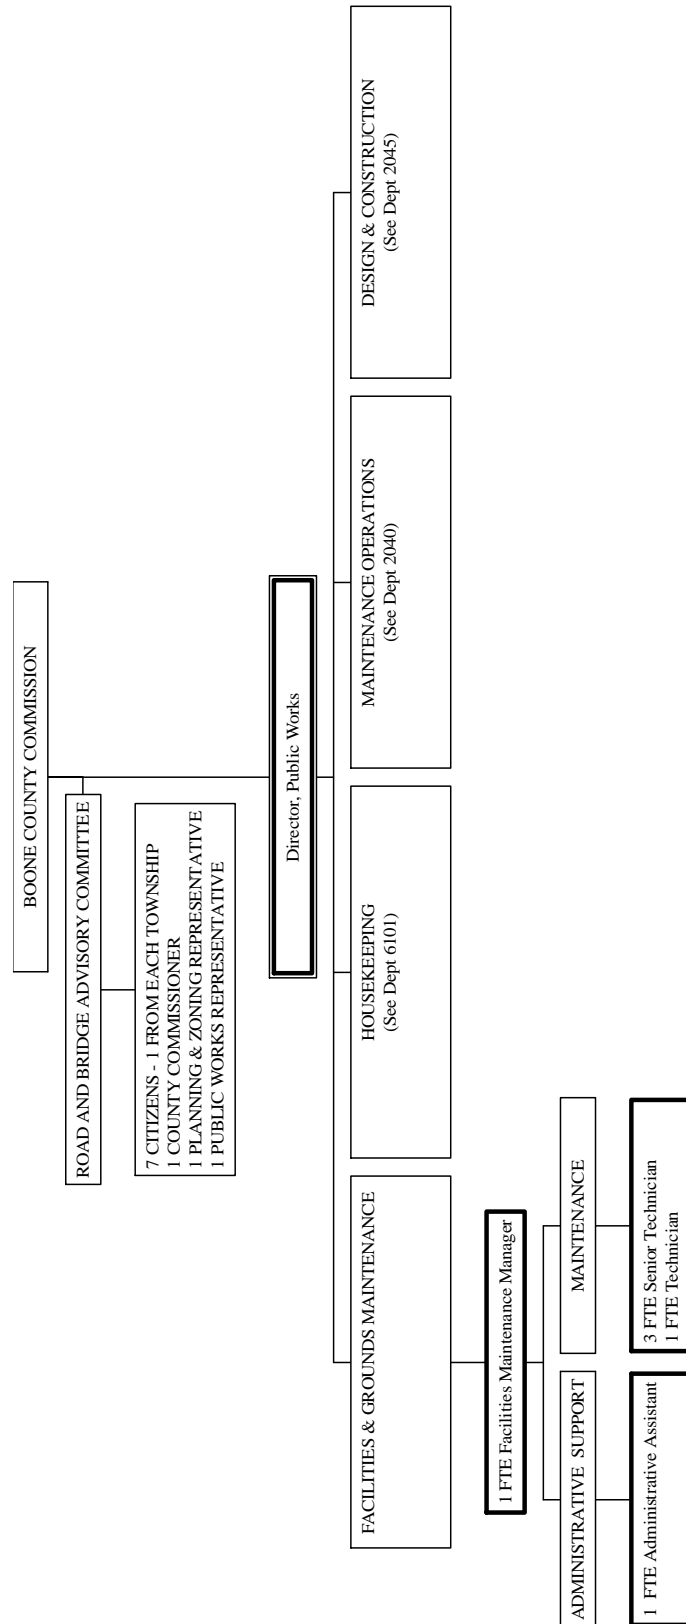 BOONE COUNTY COMMISSION
ROAD AND BRIDGE ADVISORY COMMITTEE
7 CITIZENS - 1 FROM EACH TOWNSHIP
1 COUNTY COMMISSIONER
1 PLANNING & ZONING REPRESENTATIVE
1 PUBLIC WORKS REPRESENTATIVE
Director, Public Works
FACILITIES & GROUNDS MAINTENANCE
HOUSEKEEPING
(See Dept 6101)
MAINTENANCE OPERATIONS
(See Dept 2040)
DESIGN & CONSTRUCTION
(See Dept 2045)
1 FTE Facilities Maintenance Manager
ADMINISTRATIVE SUPPORT
MAINTENANCE
1 FTE Administrative Assistant
3 FTE Senior Technician
1 FTE Technician